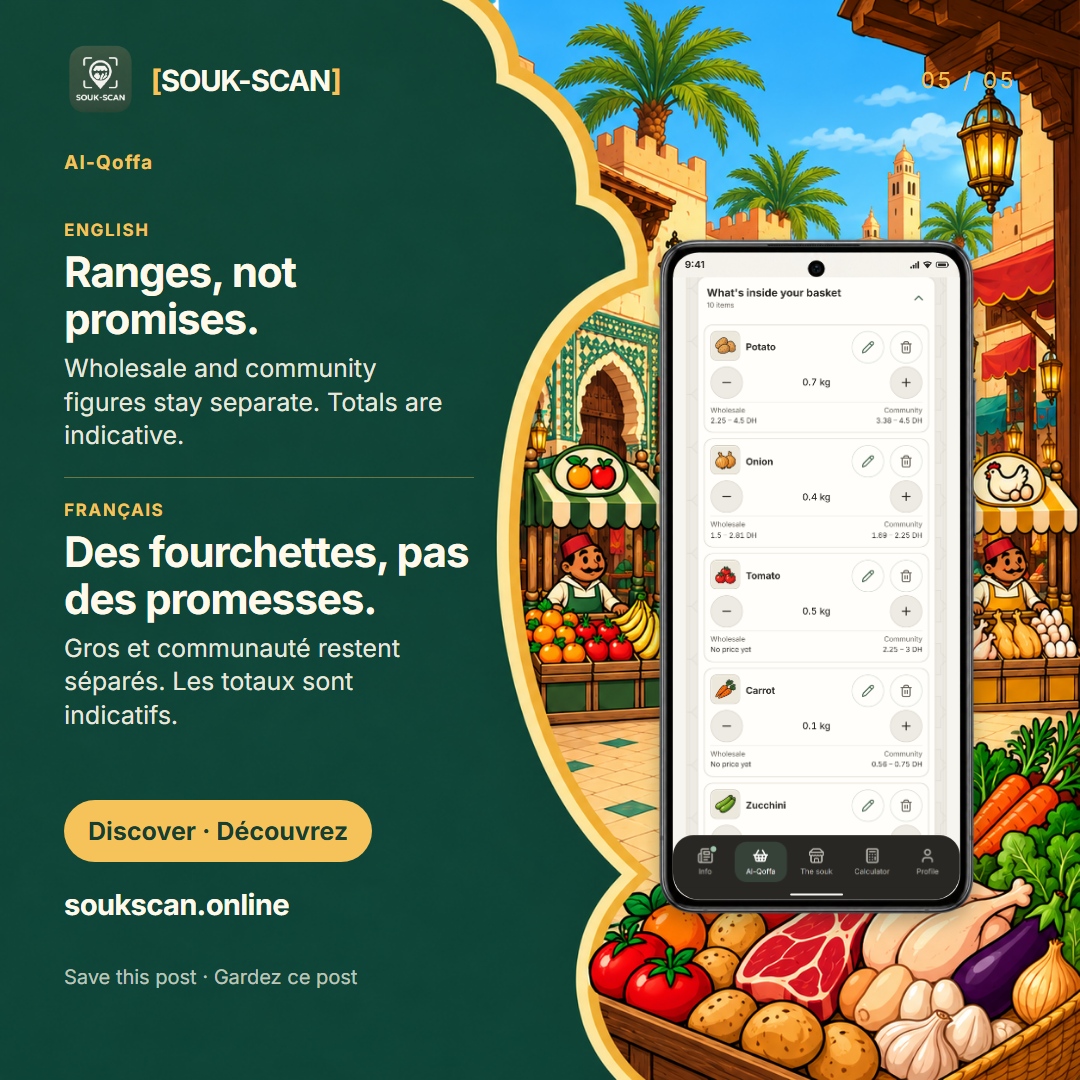 SOUK-SCAN
[SOUK-SCAN]
05 / 05
Al-Qoffa
ENGLISH
Ranges, not
promises.
Wholesale and community
figures stay separate. Totals are
indicative.
FRANÇAIS
Des fourchettes, pas
des promesses.
Gros et communauté restent
séparés. Les totaux sont
indicatifs.
Discover · Découvrez
soukscan.online
Save this post · Gardez ce post
9:41
What's inside your basket
10 items
Potato
− 0.7 kg +
Wholesale Community
2.25 – 4.5 DH 3.38 – 4.5 DH
Onion
− 0.4 kg +
Wholesale Community
1.5 – 2.81 DH 1.69 – 2.25 DH
Tomato
− 0.5 kg +
Wholesale Community
No price yet 2.25 – 3 DH
Carrot
− 0.1 kg +
Wholesale Community
No price yet 0.56 – 0.75 DH
Zucchini
Info Al-Qoffa The souk Calculator Profile